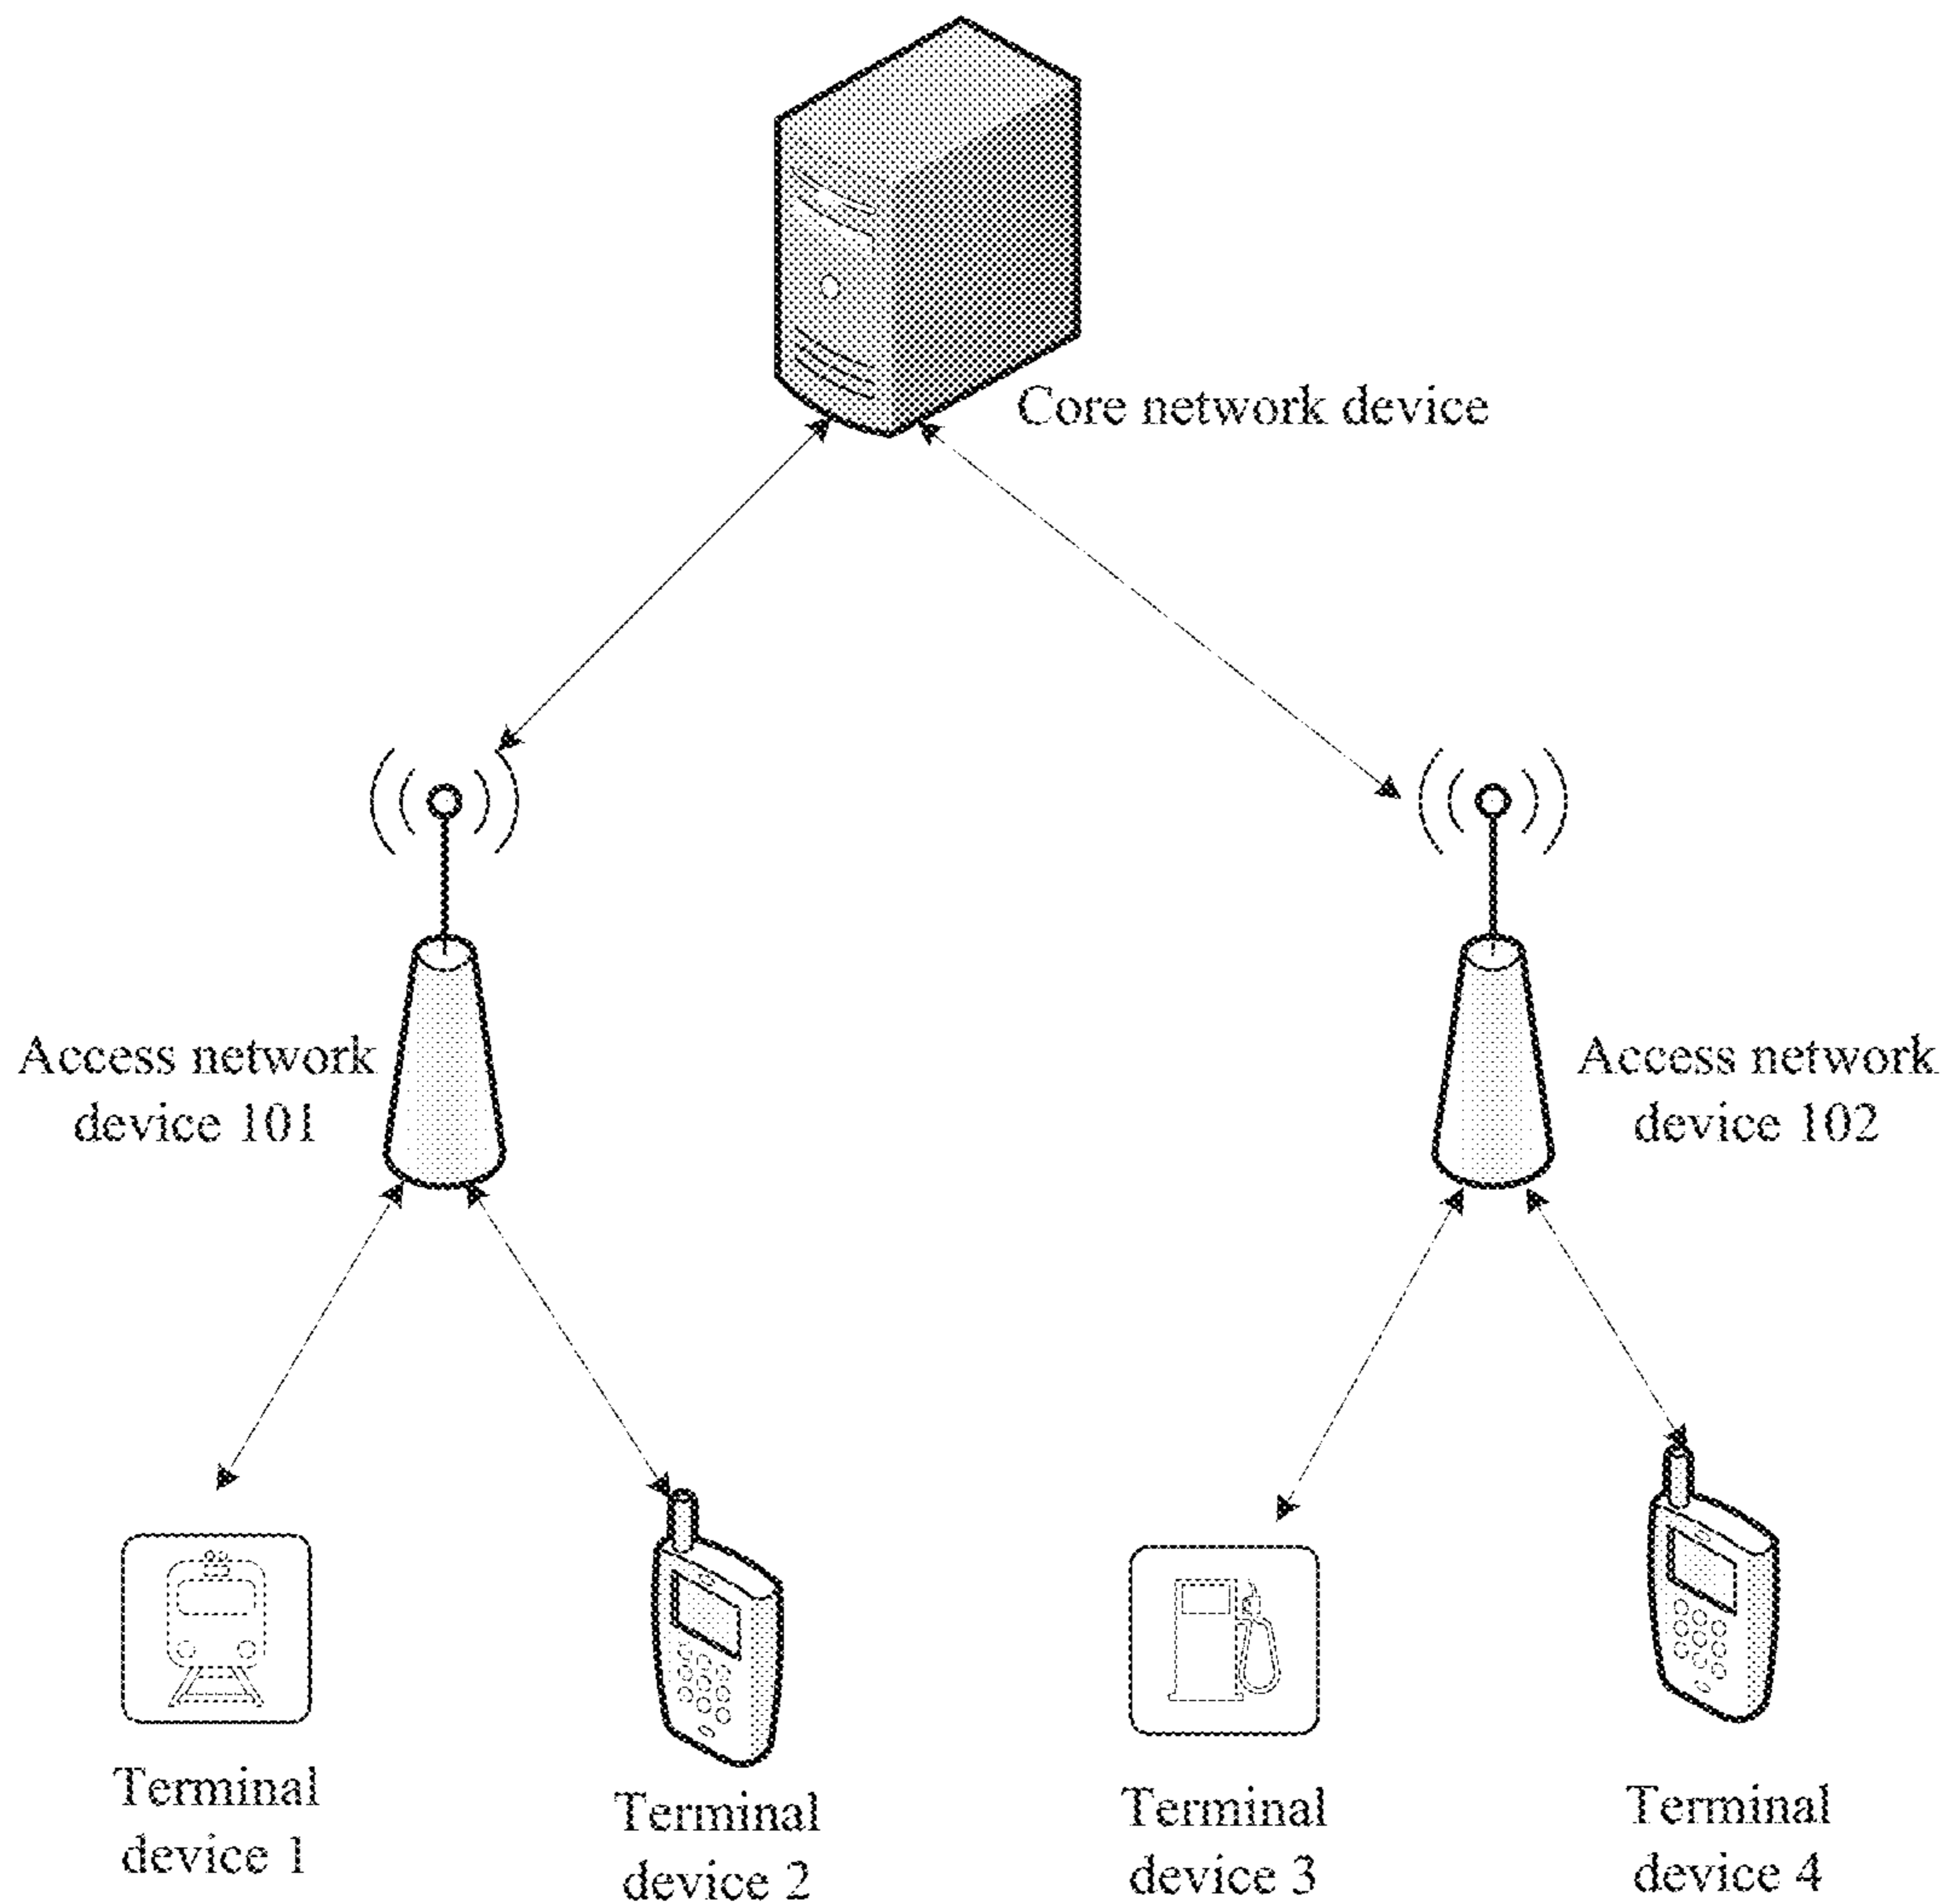 Core network device
Access network
device 101
Access network
device 102
Terminal
device 1
Terminal
device 2
Terminal
device 3
Terminal
device 4